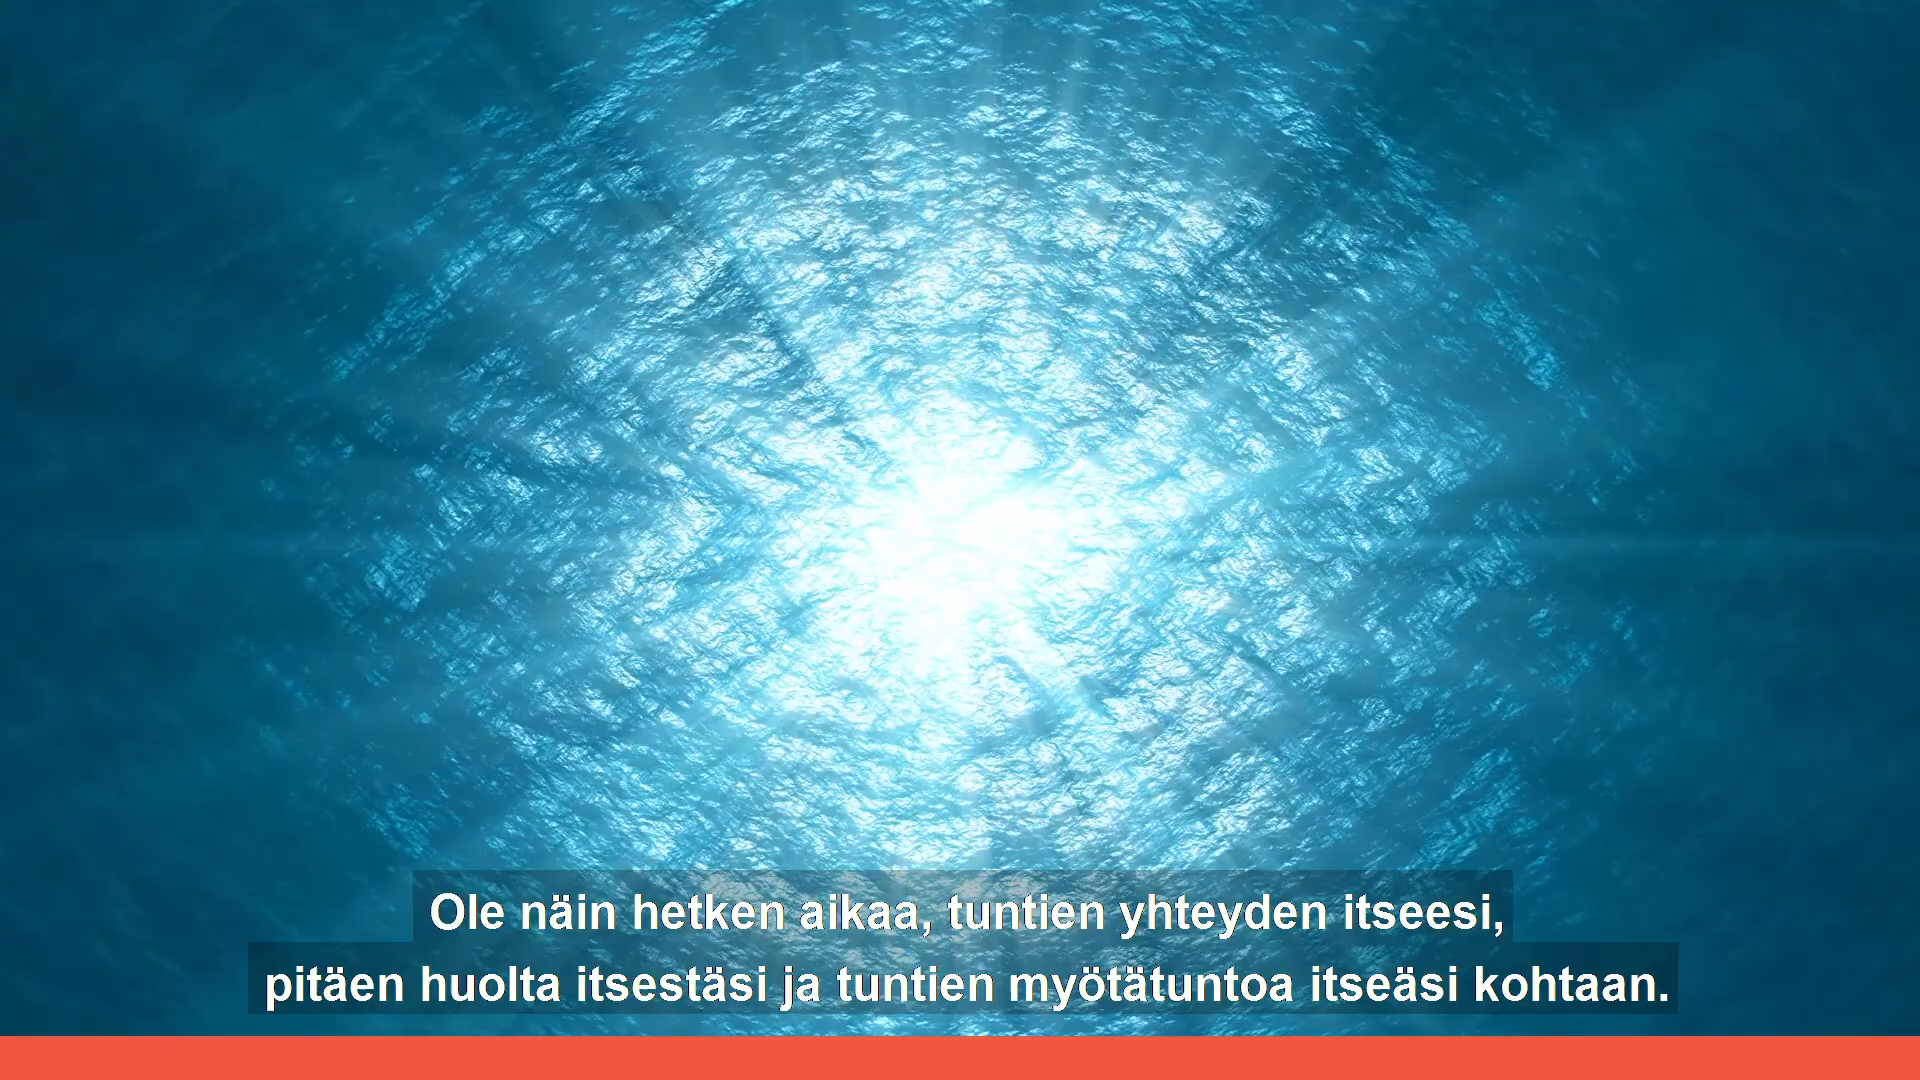 Ole näin hetken aikaa, tuntien yhteyden itseesi,
pitäen huolta itsestäsi ja tuntien myötätuntoa itseäsi kohtaan.